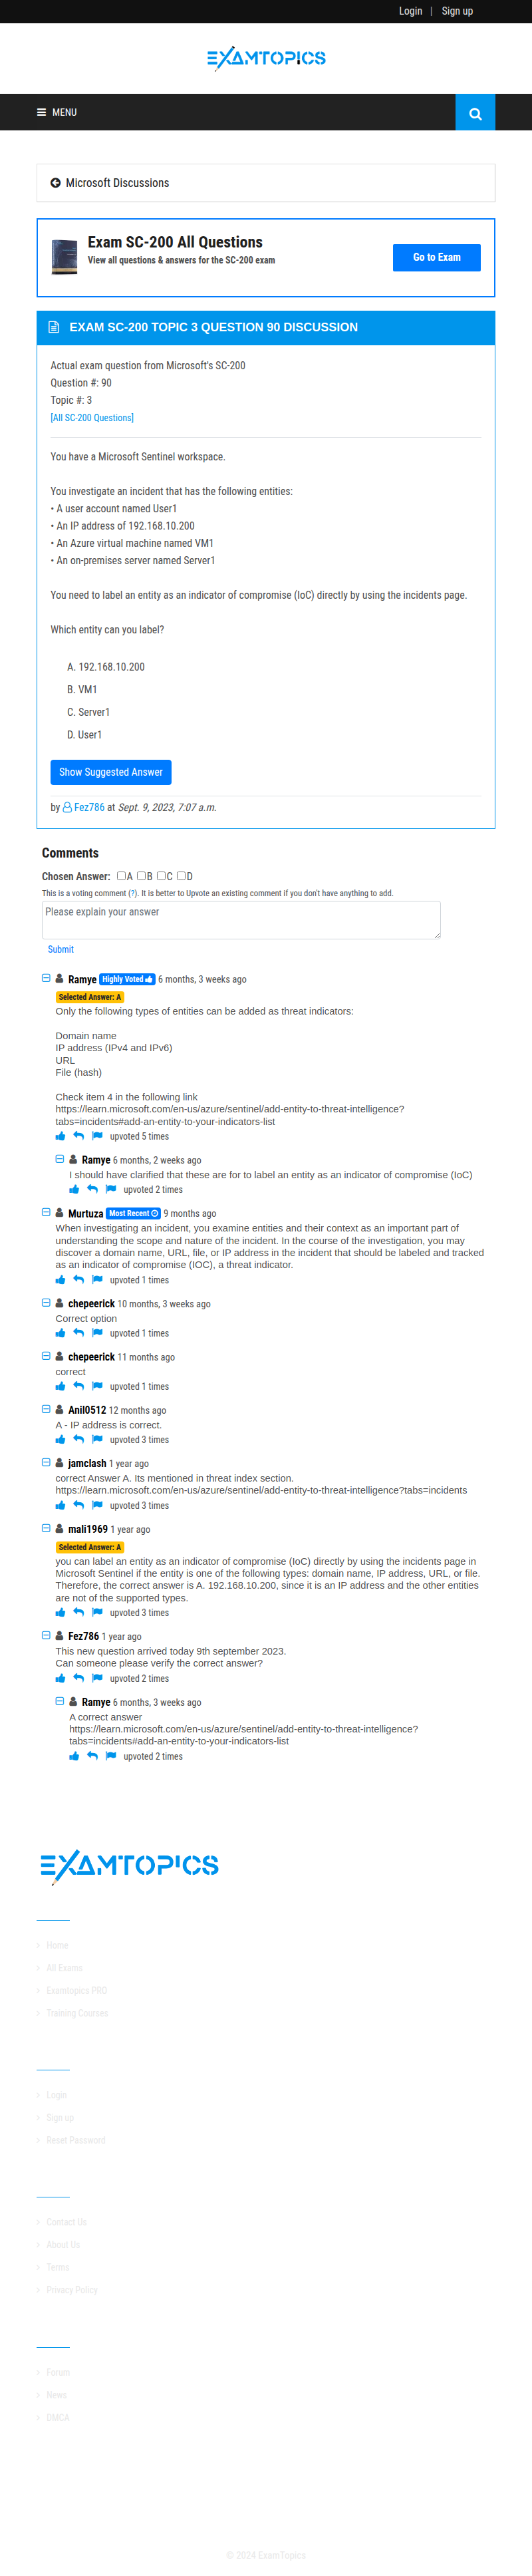 Login | Sign up
EXAMTOPICS
MENU
Microsoft Discussions
Exam SC-200 All Questions
View all questions & answers for the SC-200 exam
Go to Exam
EXAM SC-200 TOPIC 3 QUESTION 90 DISCUSSION
Actual exam question from Microsoft's SC-200
Question #: 90
Topic #: 3
[All SC-200 Questions]
You have a Microsoft Sentinel workspace.
You investigate an incident that has the following entities:
• A user account named User1
• An IP address of 192.168.10.200
• An Azure virtual machine named VM1
• An on-premises server named Server1
You need to label an entity as an indicator of compromise (IoC) directly by using the incidents page.
Which entity can you label?
A. 192.168.10.200
B. VM1
C. Server1
D. User1
Show Suggested Answer
by Fez786 at Sept. 9, 2023, 7:07 a.m.
Comments
Chosen Answer: A B C D
This is a voting comment (?). It is better to Upvote an existing comment if you don't have anything to add.
Please explain your answer
Submit
Ramye Highly Voted 6 months, 3 weeks ago
Selected Answer: A
Only the following types of entities can be added as threat indicators:
Domain name
IP address (IPv4 and IPv6)
URL
File (hash)
Check item 4 in the following link
https://learn.microsoft.com/en-us/azure/sentinel/add-entity-to-threat-intelligence?
tabs=incidents#add-an-entity-to-your-indicators-list
upvoted 5 times
Ramye 6 months, 2 weeks ago
I should have clarified that these are for to label an entity as an indicator of compromise (IoC)
upvoted 2 times
Murtuza Most Recent 9 months ago
When investigating an incident, you examine entities and their context as an important part of
understanding the scope and nature of the incident. In the course of the investigation, you may
discover a domain name, URL, file, or IP address in the incident that should be labeled and tracked
as an indicator of compromise (IOC), a threat indicator.
upvoted 1 times
chepeerick 10 months, 3 weeks ago
Correct option
upvoted 1 times
chepeerick 11 months ago
correct
upvoted 1 times
Anil0512 12 months ago
A - IP address is correct.
upvoted 3 times
jamclash 1 year ago
correct Answer A. Its mentioned in threat index section.
https://learn.microsoft.com/en-us/azure/sentinel/add-entity-to-threat-intelligence?tabs=incidents
upvoted 3 times
mali1969 1 year ago
Selected Answer: A
you can label an entity as an indicator of compromise (IoC) directly by using the incidents page in
Microsoft Sentinel if the entity is one of the following types: domain name, IP address, URL, or file.
Therefore, the correct answer is A. 192.168.10.200, since it is an IP address and the other entities
are not of the supported types.
upvoted 3 times
Fez786 1 year ago
This new question arrived today 9th september 2023.
Can someone please verify the correct answer?
upvoted 2 times
Ramye 6 months, 3 weeks ago
A correct answer
https://learn.microsoft.com/en-us/azure/sentinel/add-entity-to-threat-intelligence?
tabs=incidents#add-an-entity-to-your-indicators-list
upvoted 2 times
EXAMTOPICS
Home
All Exams
Examtopics PRO
Training Courses
Login
Sign up
Reset Password
Contact Us
About Us
Terms
Privacy Policy
Forum
News
DMCA
© 2024 ExamTopics